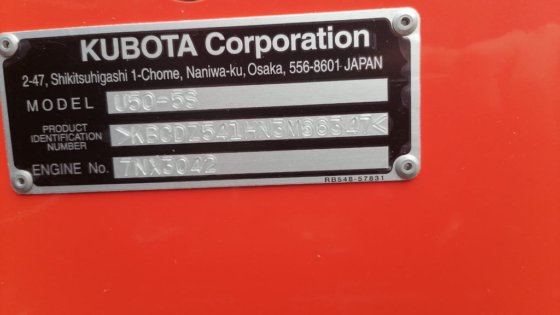 KUBOTA Corporation
2-47, Shikitsuhigashi 1-Chome, Naniwa-ku, Osaka, 556-8601 JAPAN
MODEL U50-5S
PRODUCT
IDENTIFICATION
NUMBER
ENGINE No. 7NX3042
RB548-57831